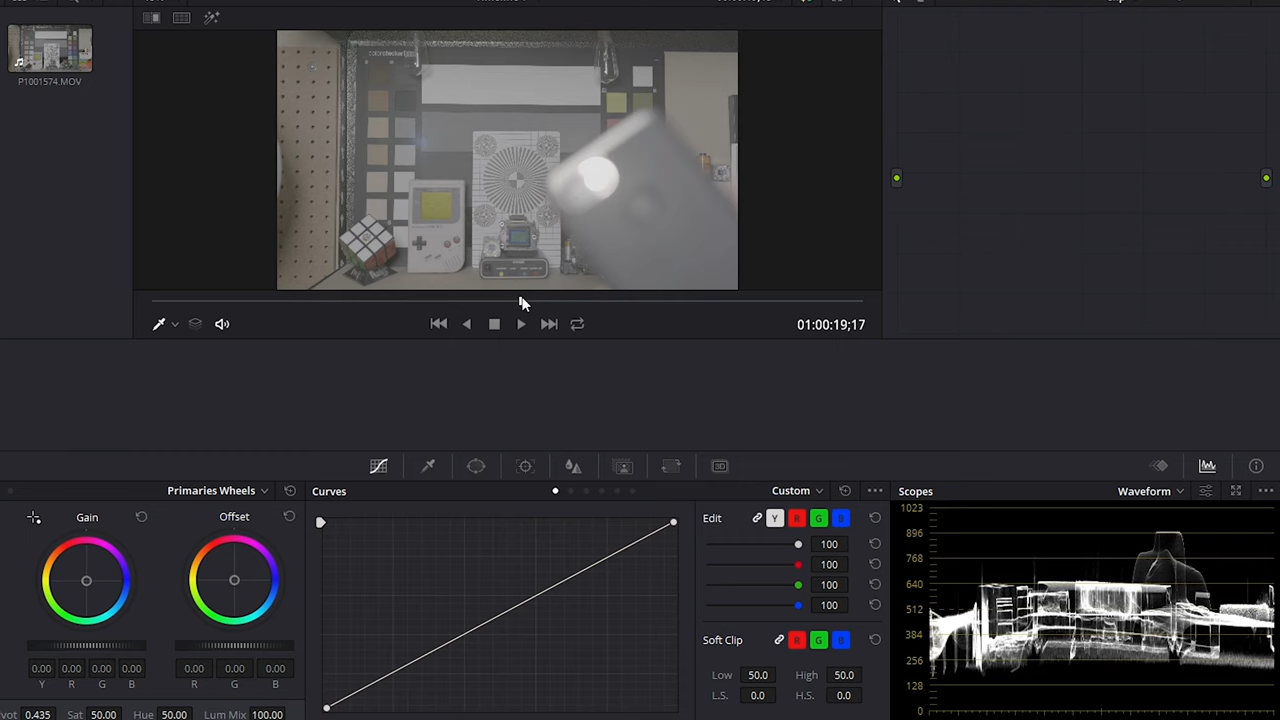 P1001574.MOV
colorchecker
01:00:19;17
3D
Primaries Wheels
Curves
Custom
Scopes
Waveform
Gain
Offset
Edit
Y
R
G
B
100
100
100
100
Soft Clip
R
G
B
Low
50.0
High
50.0
L.S.
0.0
H.S.
0.0
0.00
0.00
0.00
0.00
0.00
0.00
0.00
Y
R
G
B
R
G
B
0.435
Sat
50.00
Hue
50.00
Lum Mix
100.00
1023
896
768
640
512
384
256
128
0